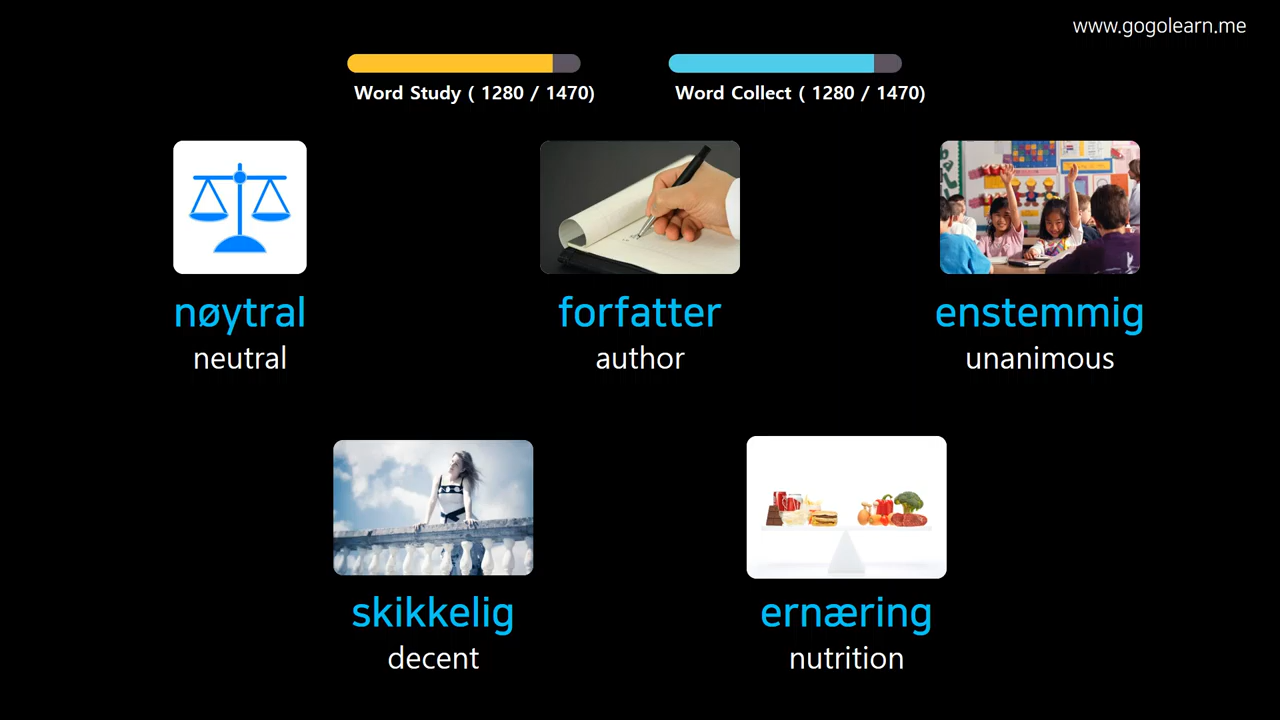 www.gogolearn.me
Word Study ( 1280 / 1470)
Word Collect ( 1280 / 1470)
nøytral
neutral
forfatter
author
enstemmig
unanimous
skikkelig
decent
ernæring
nutrition